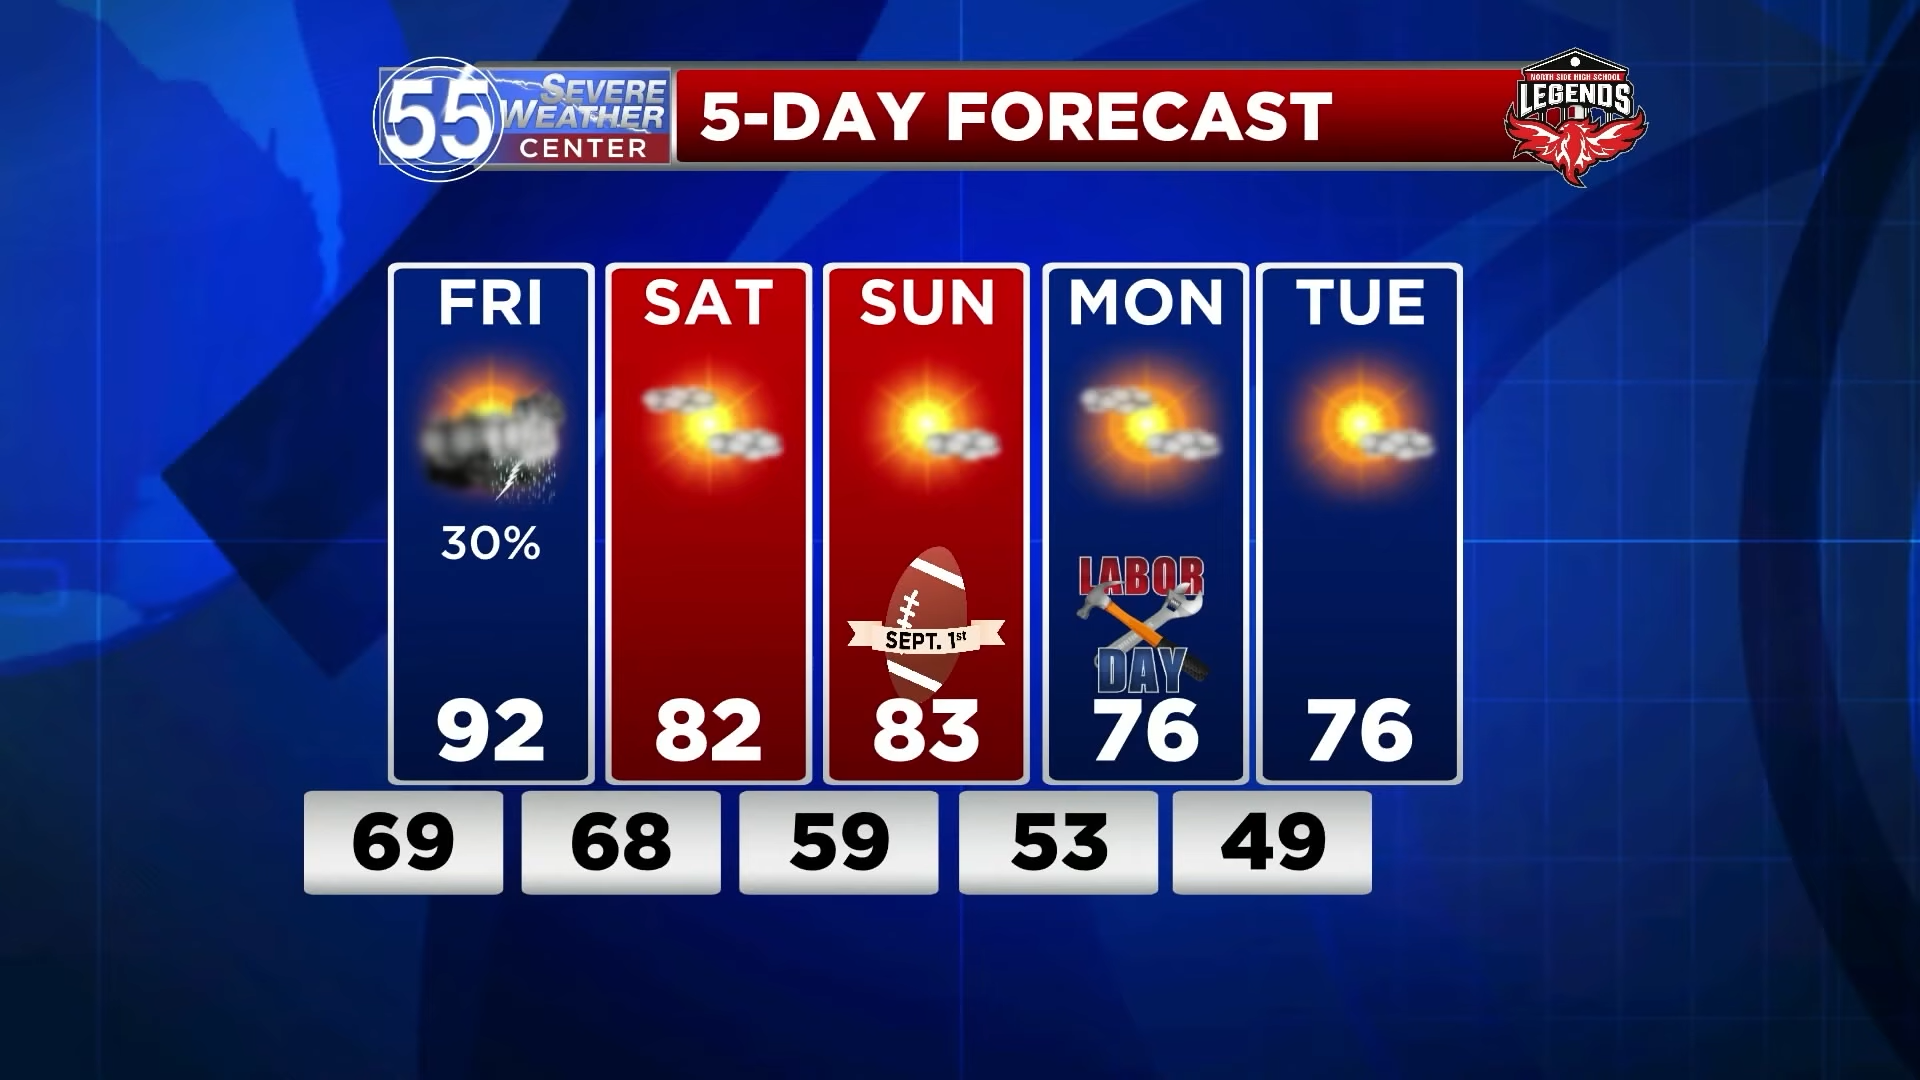 55
SEVERE
WEATHER
CENTER
5-DAY FORECAST
NORTH SIDE HIGH SCHOOL
LEGENDS
FRI
SAT
SUN
MON
TUE
30%
SEPT. 1st
LABOR
DAY
92
82
83
76
76
69
68
59
53
49